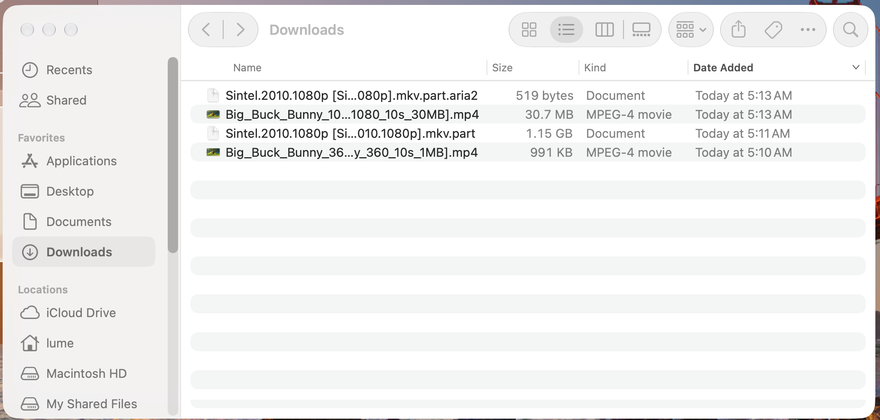 Downloads
Recents
Shared
Favorites
Applications
Desktop
Documents
Downloads
Locations
iCloud Drive
lume
Macintosh HD
My Shared Files
Name Size Kind Date Added
Sintel.2010.1080p [Si...080p].mkv.part.aria2 519 bytes Document Today at 5:13 AM
Big_Buck_Bunny_10...1080_10s_30MB].mp4 30.7 MB MPEG-4 movie Today at 5:13 AM
Sintel.2010.1080p [Si...010.1080p].mkv.part 1.15 GB Document Today at 5:11 AM
Big_Buck_Bunny_36...y_360_10s_1MB].mp4 991 KB MPEG-4 movie Today at 5:10 AM